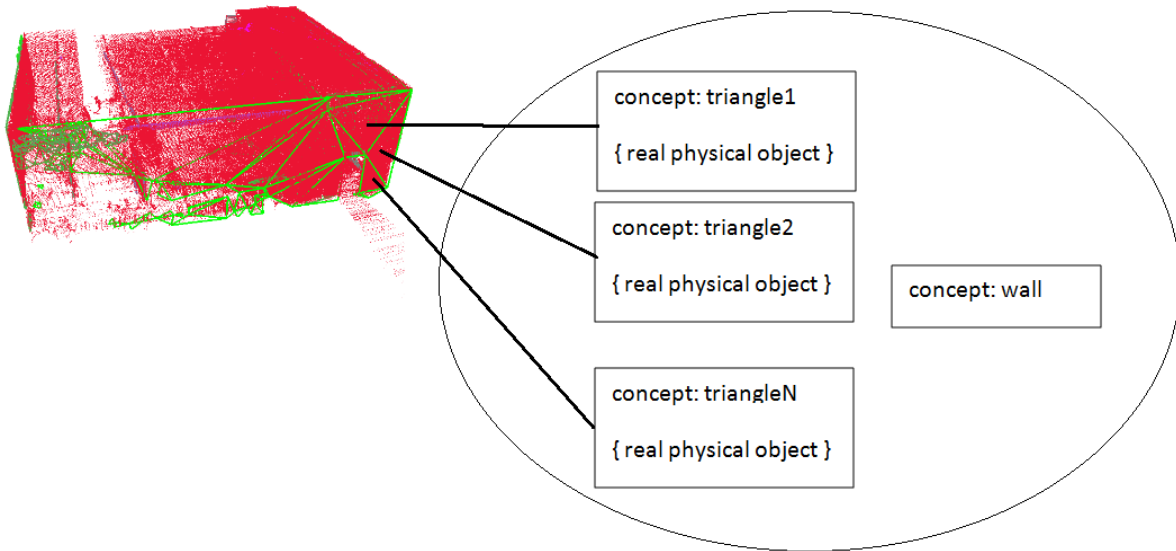 concept: triangle1
{ real physical object }
concept: triangle2
{ real physical object }
concept: wall
concept: triangleN
{ real physical object }